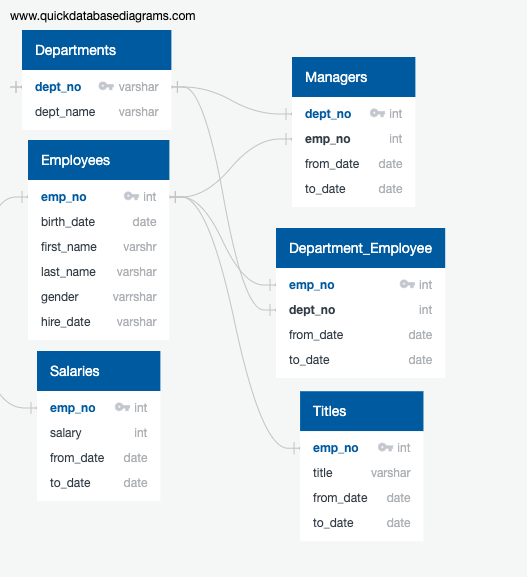 www.quickdatabasediagrams.com
Departments
dept_no varshar
dept_name varshar
Employees
emp_no int
birth_date date
first_name varshr
last_name varrshar
gender varrshar
hire_date varshar
Salaries
emp_no int
salary int
from_date date
to_date date
Managers
dept_no int
emp_no int
from_date date
to_date date
Department_Employee
emp_no int
dept_no int
from_date date
to_date date
Titles
emp_no int
title varshar
from_date date
to_date date